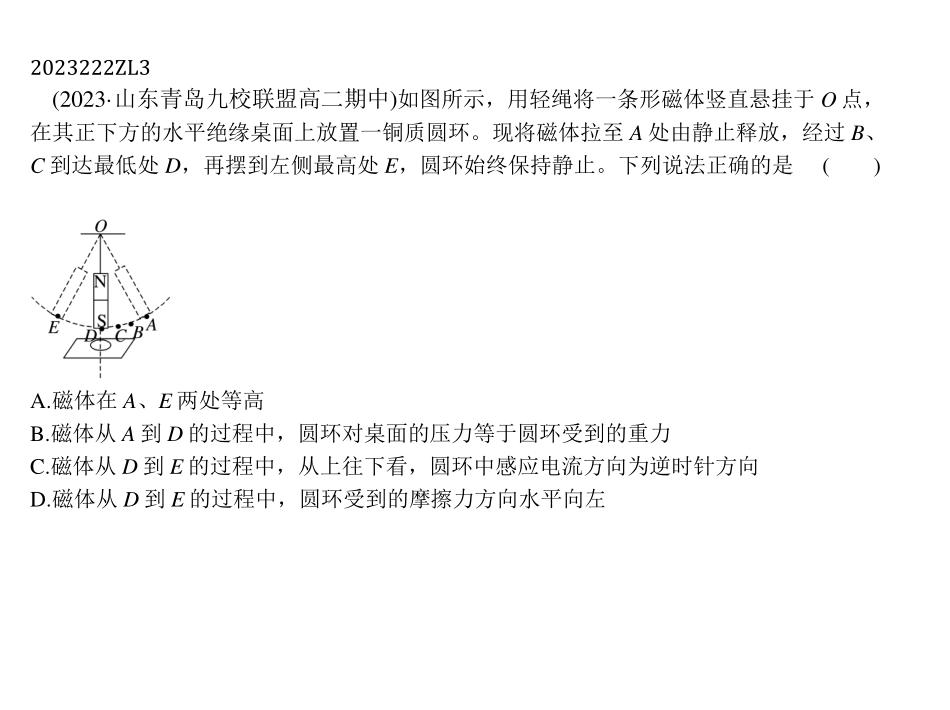 2023222ZL3
(2023·山东青岛九校联盟高二期中)如图所示，用轻绳将一条形磁体竖直悬挂于 O 点，
在其正下方的水平绝缘桌面上放置一铜质圆环。现将磁体拉至 A 处由静止释放，经过 B、
C 到达最低处 D，再摆到左侧最高处 E，圆环始终保持静止。下列说法正确的是 (  )
O
N
S
E D C B A
A.磁体在 A、E 两处等高
B.磁体从 A 到 D 的过程中，圆环对桌面的压力等于圆环受到的重力
C.磁体从 D 到 E 的过程中，从上往下看，圆环中感应电流方向为逆时针方向
D.磁体从 D 到 E 的过程中，圆环受到的摩擦力方向水平向左